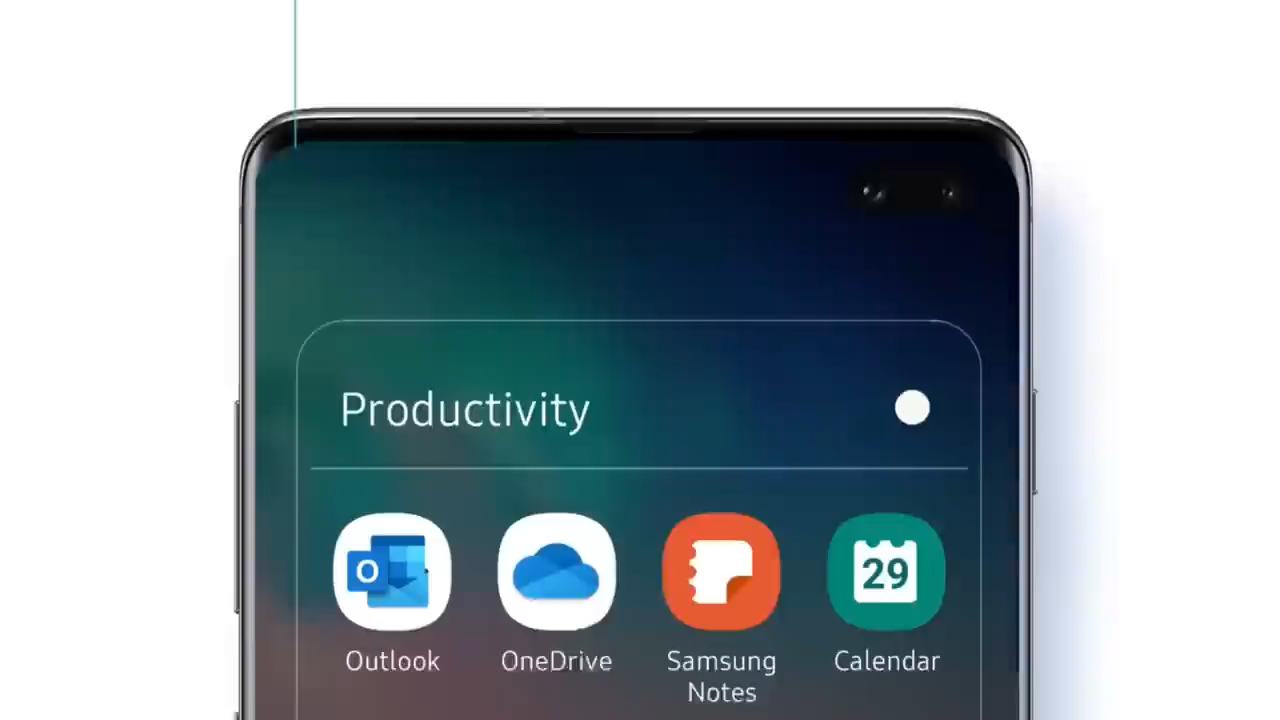 Productivity
O
29
Outlook
OneDrive
Samsung
Notes
Calendar